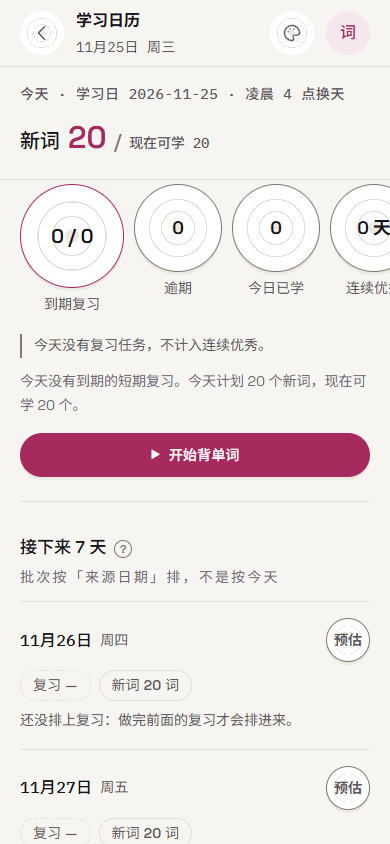 学习日历
11月25日 周三
词
今天 · 学习日 2026-11-25 · 凌晨 4 点换天
新词 20 / 现在可学 20
0 / 0
0
0
0 天
到期复习
逾期
今日已学
连续优
今天没有复习任务，不计入连续优秀。
今天没有到期的短期复习。今天计划 20 个新词，现在可
学 20 个。
开始背单词
接下来 7 天 ?
批次按「来源日期」排，不是按今天
11月26日 周四
预估
复习 —
新词 20 词
还没排上复习：做完前面的复习才会排进来。
11月27日 周五
预估
复习 —
新词 20 词